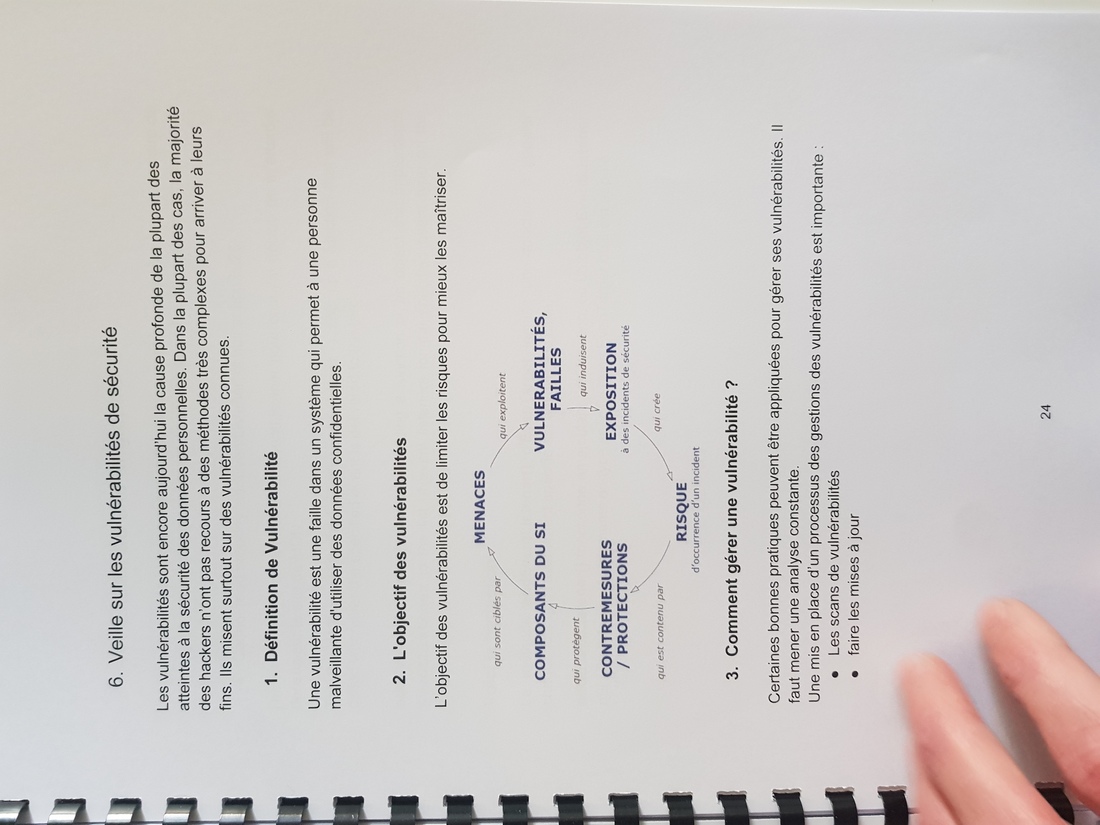 6. Veille sur les vulnérabilités de sécurité
Les vulnérabilités sont encore aujourd'hui la cause profonde de la plupart des
atteintes à la sécurité des données personnelles. Dans la plupart des cas, la majorité
des hackers n'ont pas recours à des méthodes très complexes pour arriver à leurs
fins. Ils misent surtout sur des vulnérabilités connues.
1. Définition de Vulnérabilité
Une vulnérabilité est une faille dans un système qui permet à une personne
malveillante d'utiliser des données confidentielles.
2. L'objectif des vulnérabilités
L'objectif des vulnérabilités est de limiter les risques pour mieux les maîtriser.
MENACES
qui exploitent
VULNERABILITÉS,
FAILLES
qui induisent
EXPOSITION
à des incidents de sécurité
qui crée
RISQUE
d'occurrence d'un incident
qui est contenu par
CONTREMESURES
/ PROTECTIONS
qui protègent
COMPOSANTS DU SI
qui sont ciblés par
3. Comment gérer une vulnérabilité ?
Certaines bonnes pratiques peuvent être appliquées pour gérer ses vulnérabilités. Il
faut mener une analyse constante.
Une mis en place d'un processus des gestions des vulnérabilités est importante :
● Les scans de vulnérabilités
● faire les mises à jour
24